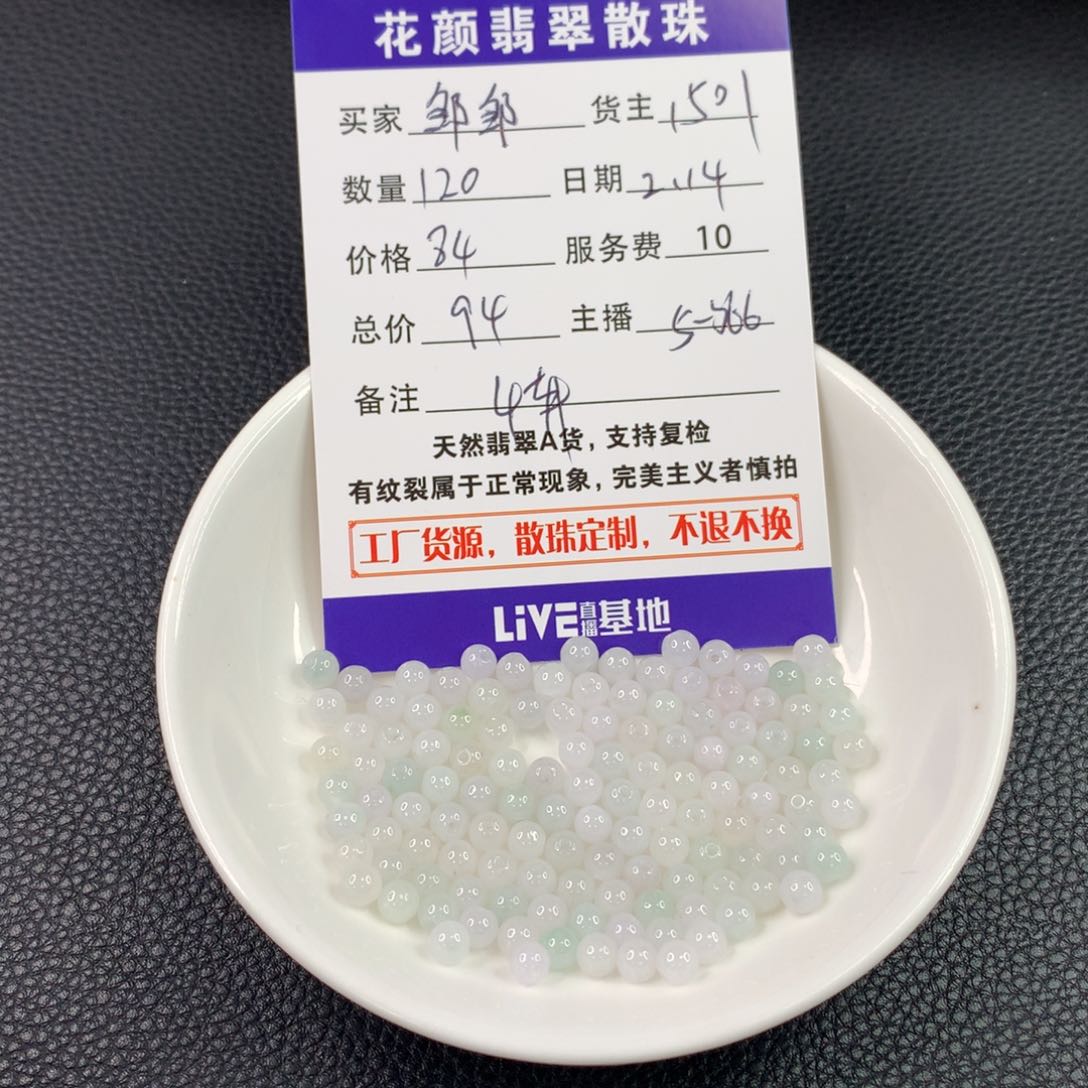 花颜翡翠散珠
买家 邹邹 货主 1501
数量 120 日期 2.14
价格 84 服务费 10
总价 94 主播
备注
天然翡翠A货，支持复检
有纹裂属于正常现象，完美主义者慎拍
工厂货源，散珠定制，不退不换
LiVE直播基地